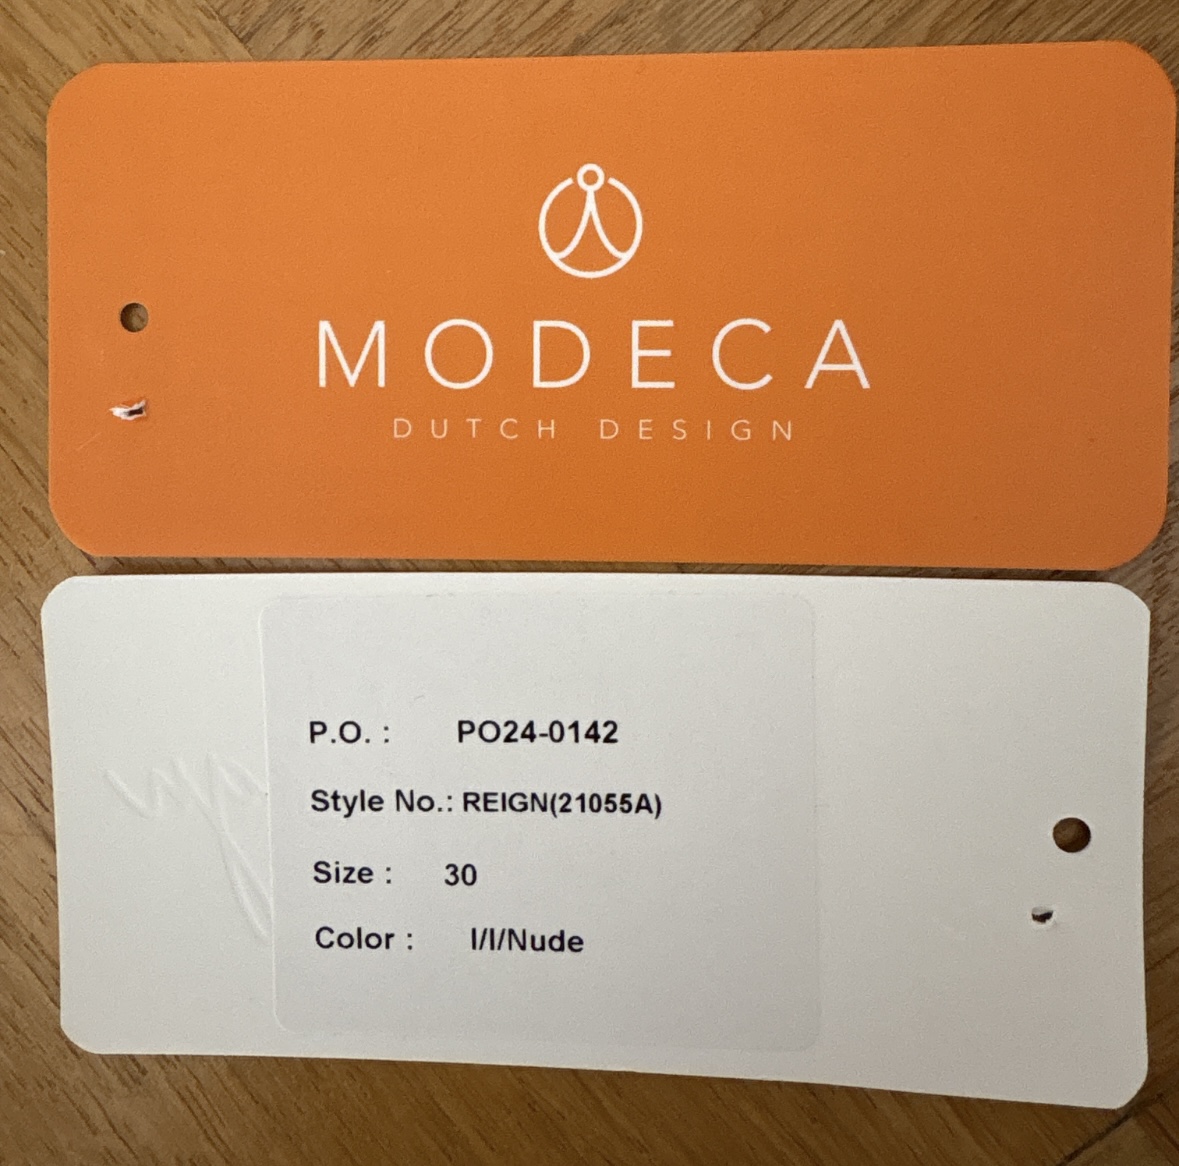 MODECA
DUTCH DESIGN
P.O. : PO24-0142
Style No.: REIGN(21055A)
Size : 30
Color : I/I/Nude